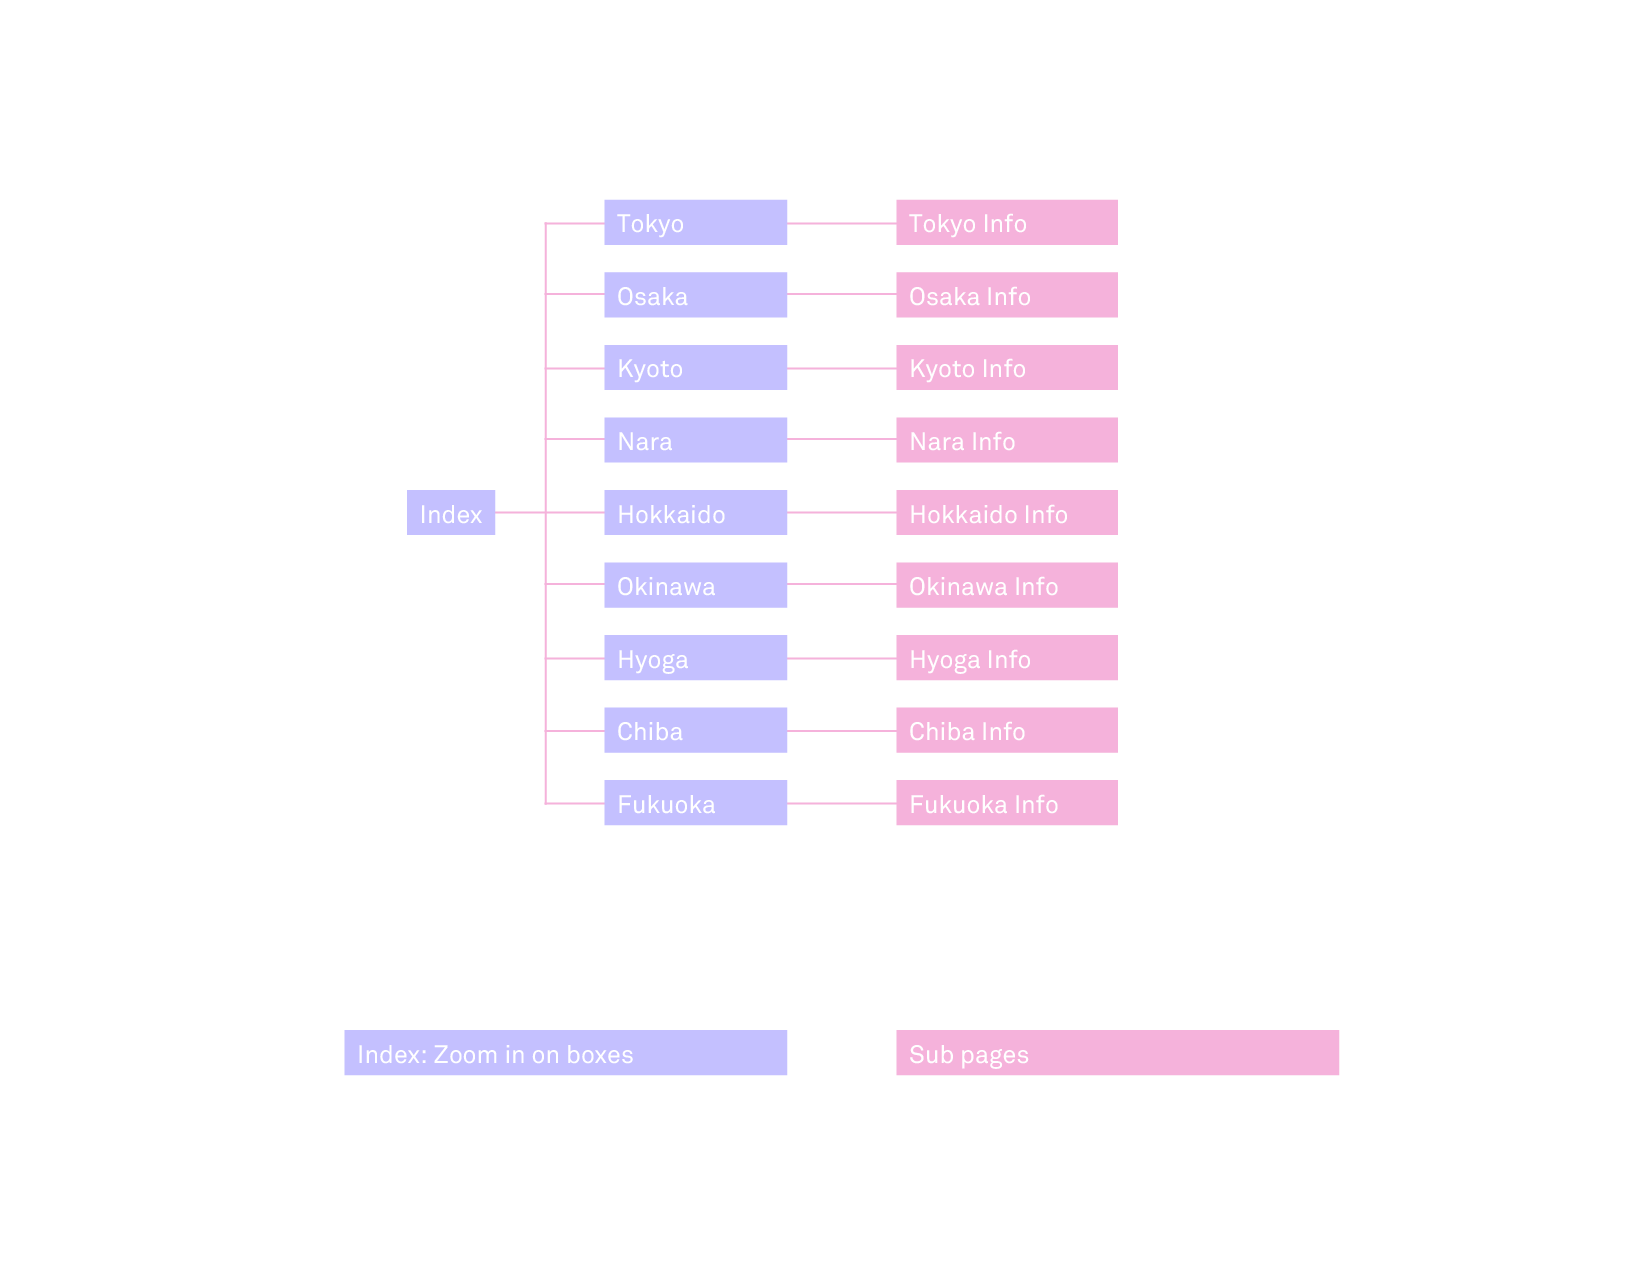 Tokyo
Tokyo Info
Osaka
Osaka Info
Kyoto
Kyoto Info
Nara
Nara Info
Index
Hokkaido
Hokkaido Info
Okinawa
Okinawa Info
Hyoga
Hyoga Info
Chiba
Chiba Info
Fukuoka
Fukuoka Info
Index: Zoom in on boxes
Sub pages